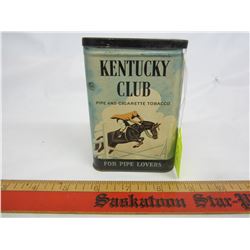 KENTUCKY
CLUB
PIPE AND CIGARETTE TOBACCO
FOR PIPE LOVERS
Saskatoon Star-P